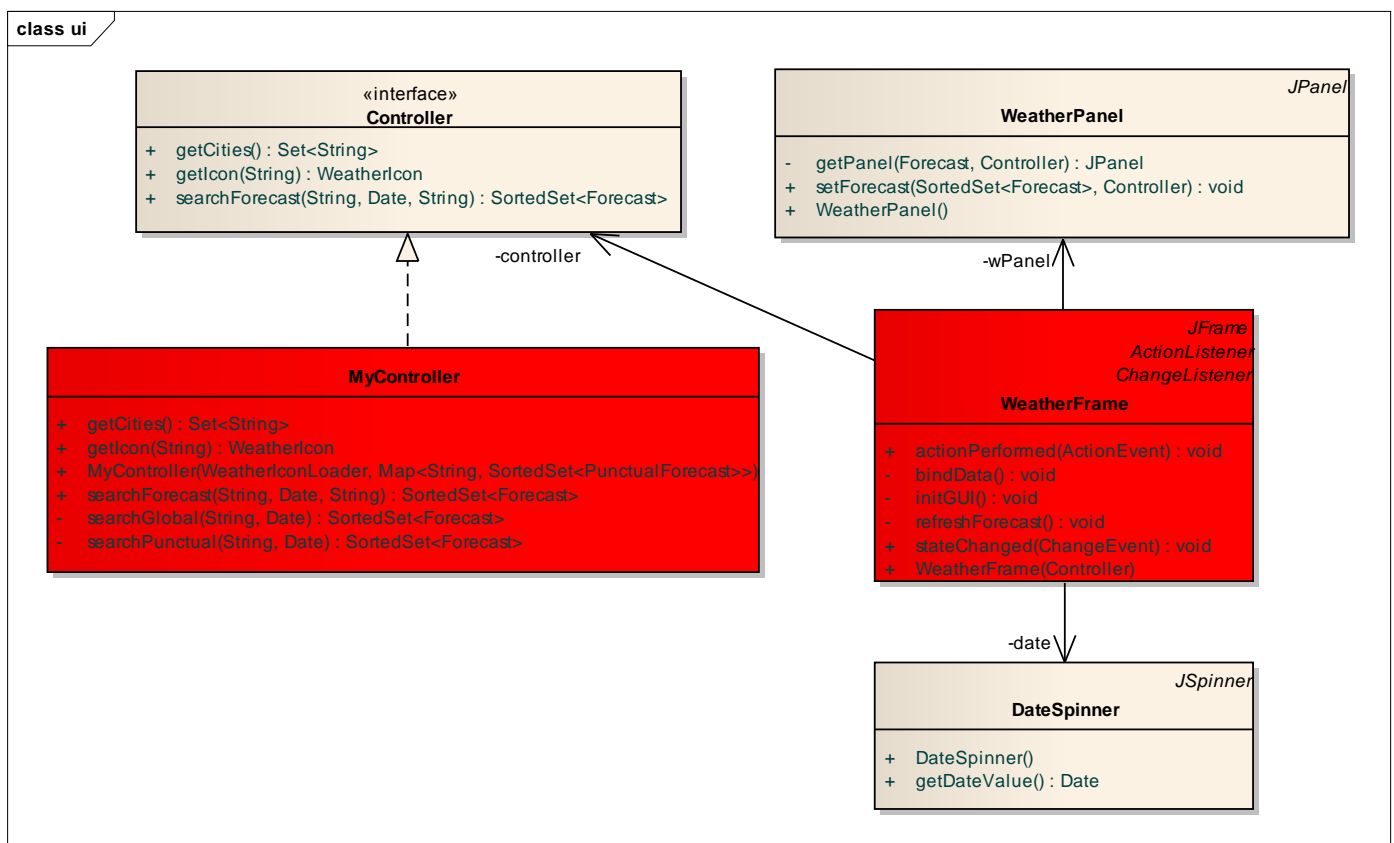 class ui
«interface»
Controller
+ getCities() : Set<String>
+ getIcon(String) : WeatherIcon
+ searchForecast(String, Date, String) : SortedSet<Forecast>
JPanel
WeatherPanel
- getPanel(Forecast, Controller) : JPanel
+ setForecast(SortedSet<Forecast>, Controller) : void
+ WeatherPanel()
-controller
-wPanel
MyController
+ getCities() : Set<String>
+ getIcon(String) : WeatherIcon
+ MyController(WeatherIconLoader, Map<String, SortedSet<PunctualForecast>>)
+ searchForecast(String, Date, String) : SortedSet<Forecast>
- searchGlobal(String, Date) : SortedSet<Forecast>
- searchPunctual(String, Date) : SortedSet<Forecast>
JFrame
ActionListener
ChangeListener
WeatherFrame
+ actionPerformed(ActionEvent) : void
- bindData() : void
- initGUI() : void
- refreshForecast() : void
+ stateChanged(ChangeEvent) : void
+ WeatherFrame(Controller)
-date
JSpinner
DateSpinner
+ DateSpinner()
+ getDateValue() : Date